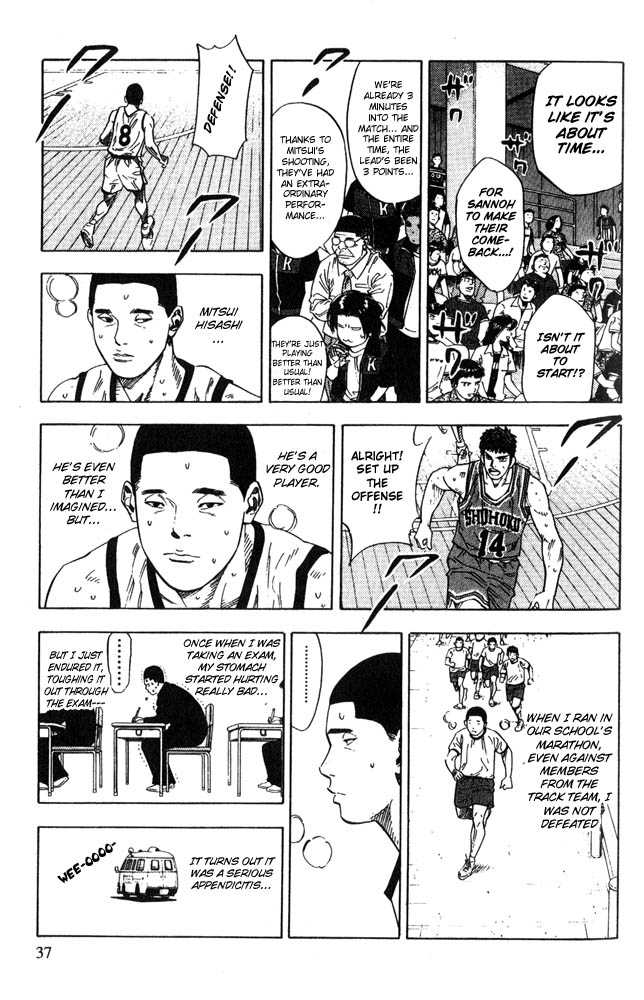 IT LOOKS
LIKE IT'S
ABOUT
TIME...
FOR
SANNOH
TO MAKE
THEIR
COME-
BACK...!
ISN'T
IT ABOUT
TO
START!?
WE'RE
ALREADY 3
MINUTES
INTO THE
MATCH... AND
THE ENTIRE
TIME, THE
LEAD'S BEEN
3 POINTS...
THANKS TO
MITSUI'S
SHOOTING,
THEY'VE HAD
AN EXTRA-
ORDINARY
PERFOR-
MANCE...
THEY'RE JUST
PLAYING
BETTER THAN
USUAL!
BETTER THAN
USUAL!
K
K
DEFENSE!!
8
MITSUI
HISASHI
...
ALRIGHT!
SET UP
THE
OFFENSE
!!
SHOHOKU
14
HE'S A
VERY GOOD
PLAYER.
HE'S EVEN
BETTER
THAN I
IMAGINED...
BUT...
WHEN I RAN IN
OUR SCHOOL'S
MARATHON,
EVEN AGAINST
MEMBERS
FROM THE
TRACK TEAM, I
WAS NOT
DEFEATED
.........
ONCE WHEN I WAS
TAKING AN EXAM,
MY STOMACH
STARTED HURTING
REALLY BAD...
.........
BUT I JUST
ENDURED IT,
TOUGHING IT
OUT THROUGH
THE EXAM---
IT TURNS OUT IT
WAS A SERIOUS
APPENDICITIS...
WEE-OOOO-
37